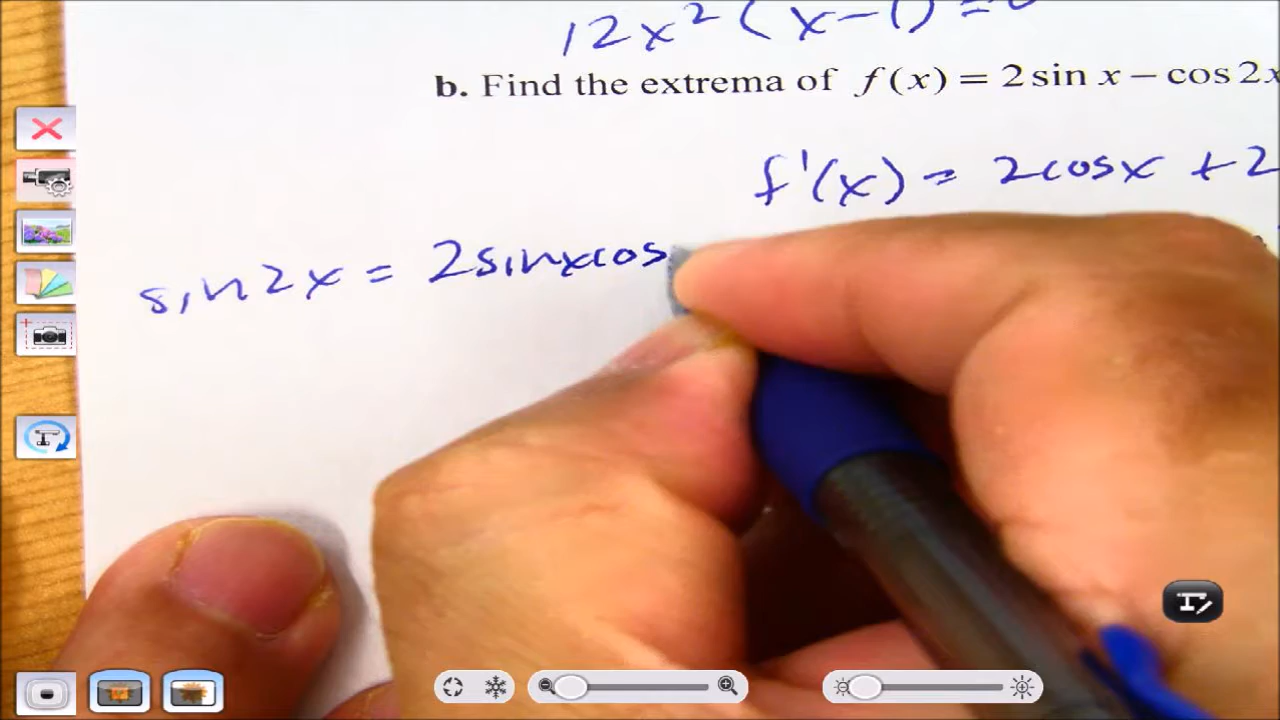 12x² (x-1) =
b. Find the extrema of f(x) = 2 sin x − cos 2x
f'(x) = 2cosx + 2
sin2x = 2sinxcos